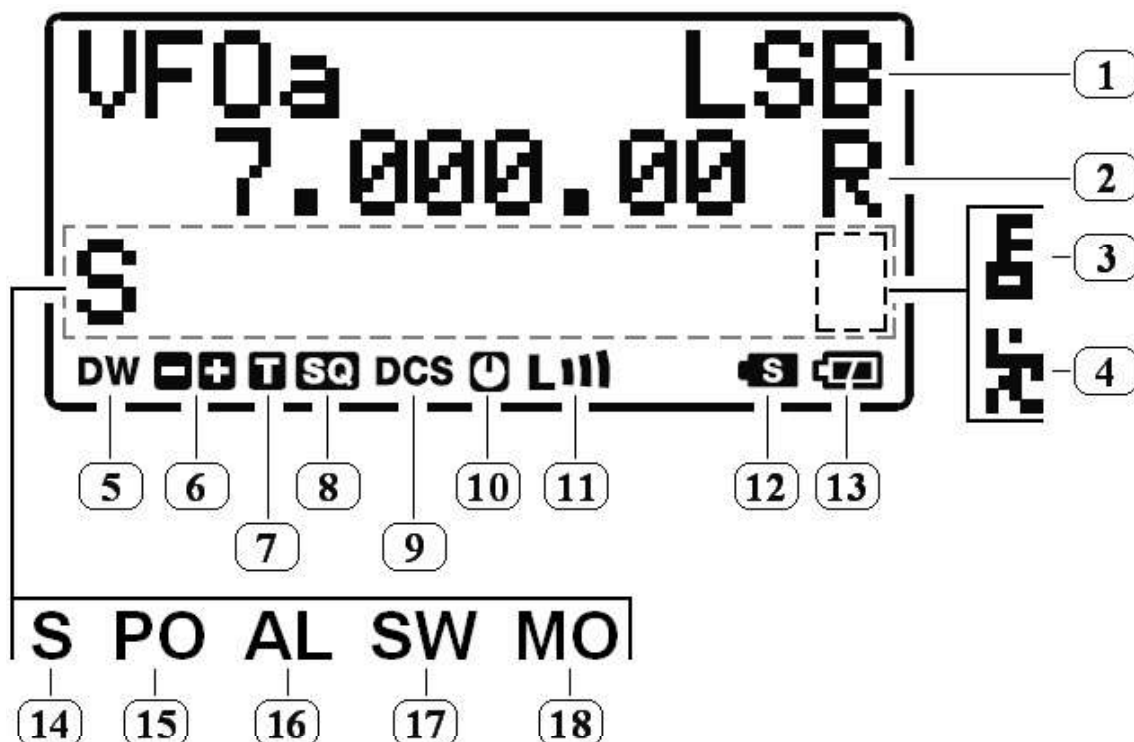 VFOa LSB 1
7.000.00 R 2
3
S
DW - + T SQ DCS L S 4
5 6 8 10 11 12 13
7 9
S PO AL SW MO
14 15 16 17 18